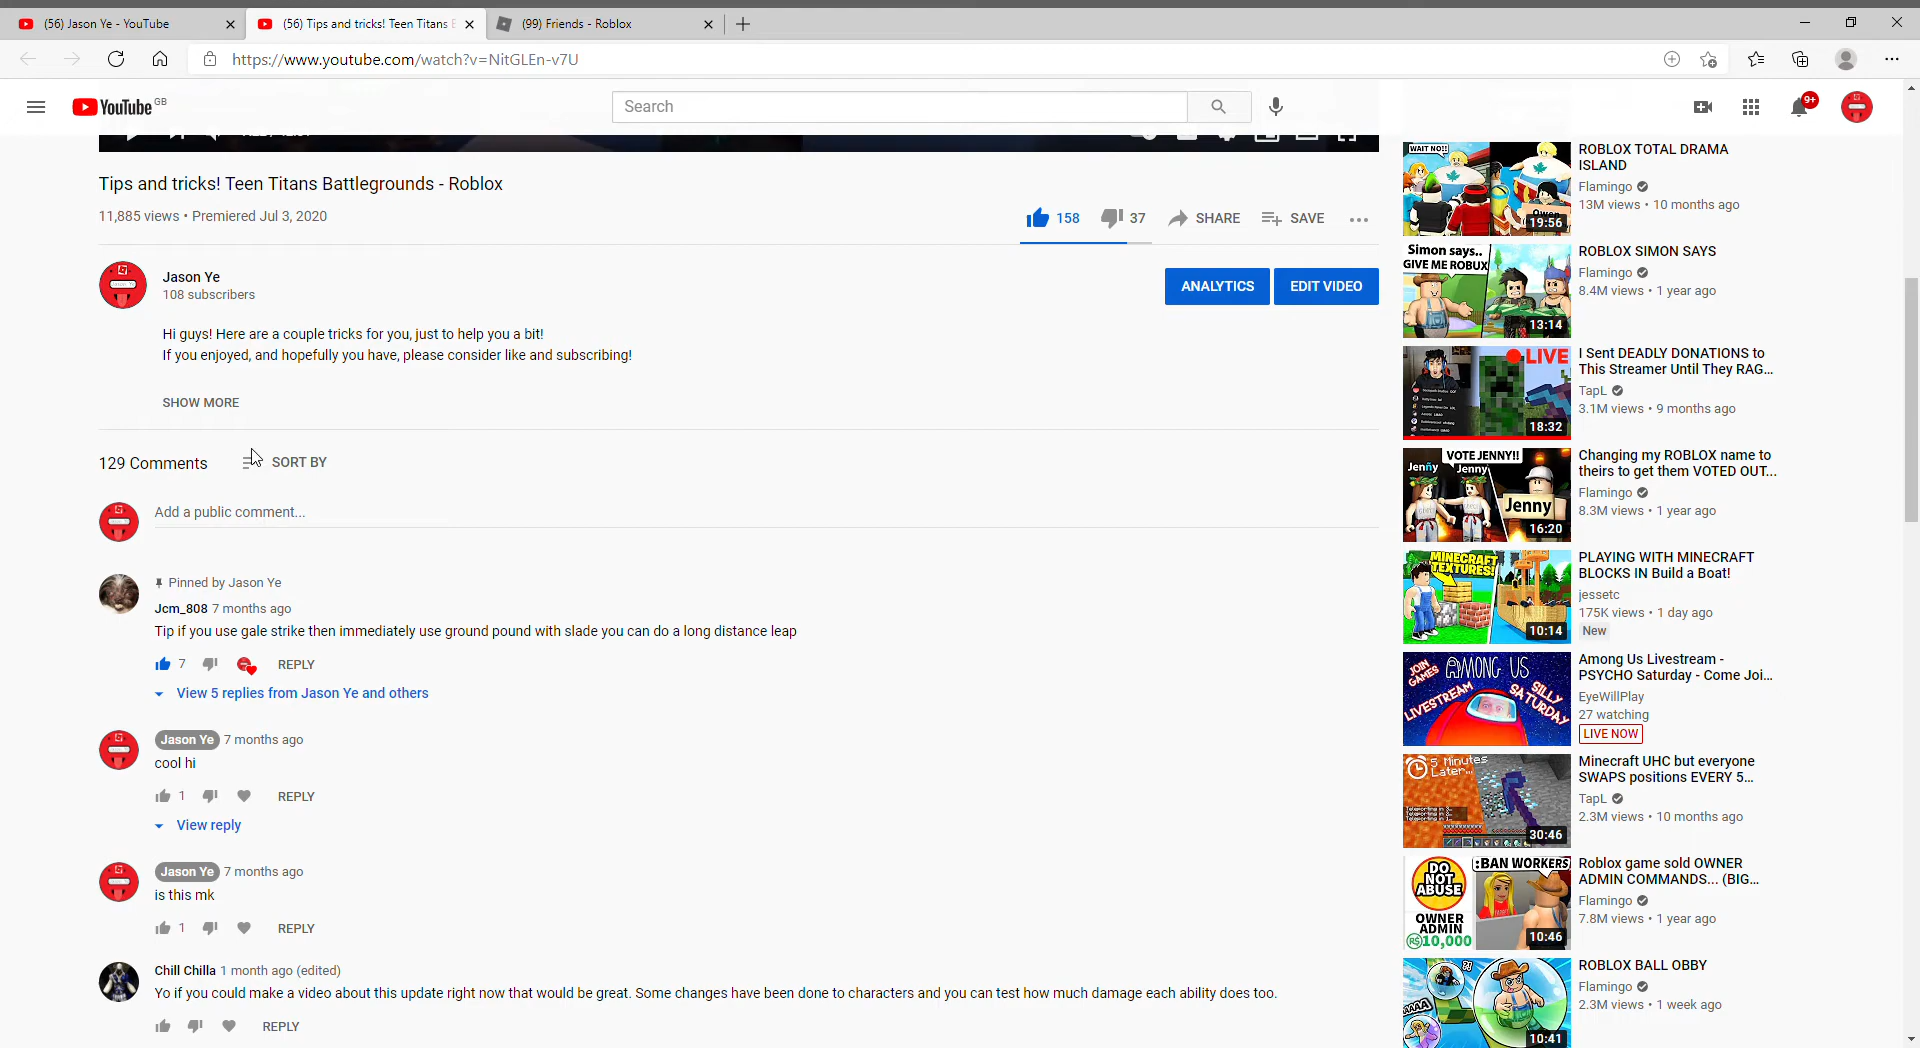 (56) Jason Ye - YouTube
(56) Tips and tricks! Teen Titans B
(99) Friends - Roblox
https://www.youtube.com/watch?v=NitGLEn-v7U
YouTube GB
Search
9+
Tips and tricks! Teen Titans Battlegrounds - Roblox
11,885 views • Premiered Jul 3, 2020
158
37
SHARE
SAVE
Jason Ye
108 subscribers
ANALYTICS
EDIT VIDEO
Hi guys! Here are a couple tricks for you, just to help you a bit!
If you enjoyed, and hopefully you have, please consider like and subscribing!
SHOW MORE
129 Comments
SORT BY
Add a public comment...
Pinned by Jason Ye
Jcm_808 7 months ago
Tip if you use gale strike then immediately use ground pound with slade you can do a long distance leap
7
REPLY
View 5 replies from Jason Ye and others
Jason Ye 7 months ago
cool hi
1
REPLY
View reply
Jason Ye 7 months ago
is this mk
1
REPLY
Chill Chilla 1 month ago (edited)
Yo if you could make a video about this update right now that would be great. Some changes have been done to characters and you can test how much damage each ability does too.
REPLY
WAIT NO!!
19:56
ROBLOX TOTAL DRAMA
ISLAND
Flamingo
13M views • 10 months ago
Simon says..
GIVE ME ROBUX
13:14
ROBLOX SIMON SAYS
Flamingo
8.4M views • 1 year ago
LIVE
18:32
I Sent DEADLY DONATIONS to
This Streamer Until They RAG...
TapL
3.1M views • 9 months ago
VOTE JENNY!!
Jenñy
Jenny
Jenny
16:20
Changing my ROBLOX name to
theirs to get them VOTED OUT...
Flamingo
8.3M views • 1 year ago
MINECRAFT
TEXTURES!
10:14
PLAYING WITH MINECRAFT
BLOCKS IN Build a Boat!
jessetc
175K views • 1 day ago
New
JOIN
GAMES
AMONG US
LIVESTREAM
SILLY
SATURDAY
Among Us Livestream -
PSYCHO Saturday - Come Joi...
EyeWillPlay
27 watching
LIVE NOW
5 Minutes
Later...
30:46
Minecraft UHC but everyone
SWAPS positions EVERY 5...
TapL
2.3M views • 10 months ago
DO
NOT
ABUSE
:BAN WORKERS
OWNER
ADMIN
R$10,000
10:46
Roblox game sold OWNER
ADMIN COMMANDS... (BIG...
Flamingo
7.8M views • 1 year ago
AAAA
10:41
ROBLOX BALL OBBY
Flamingo
2.3M views • 1 week ago